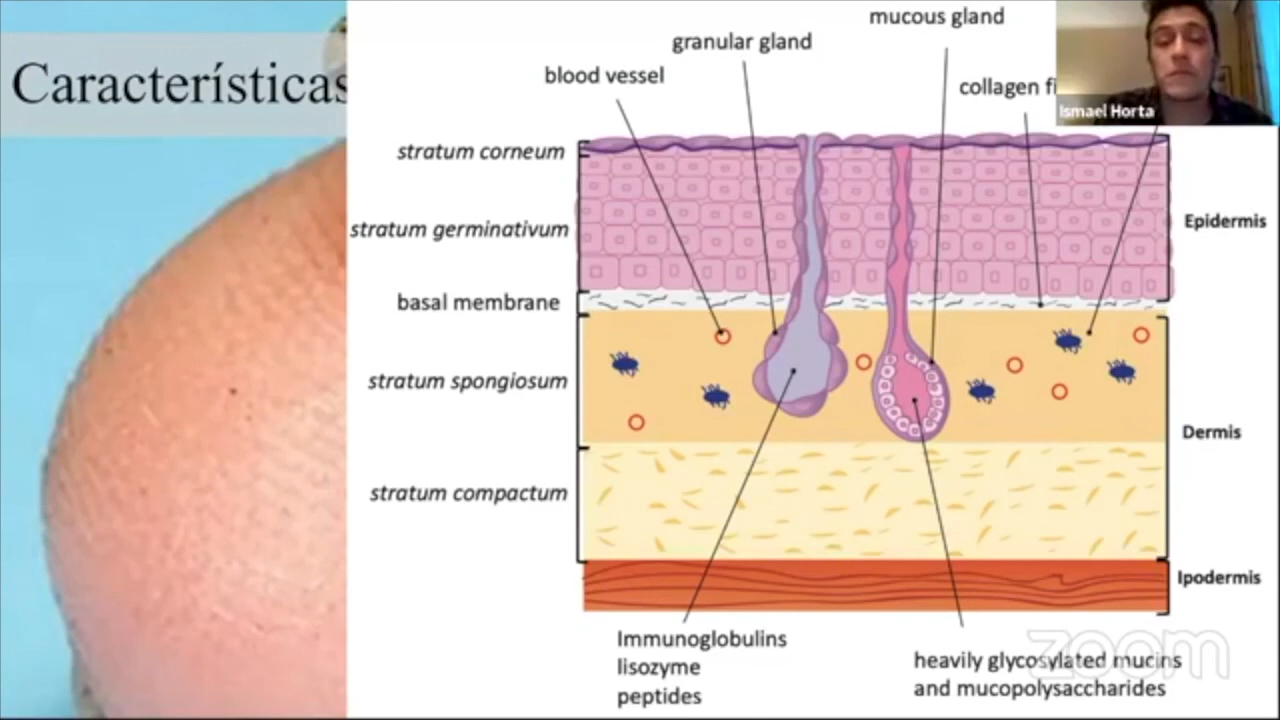 Características
mucous gland
granular gland
blood vessel
collagen fi
Ismael Horta
stratum corneum
stratum germinativum
Epidermis
basal membrane
stratum spongiosum
Dermis
stratum compactum
Ipodermis
Immunoglobulins
lisozyme
peptides
heavily glycosylated mucins
and mucopolysaccharides
zoom